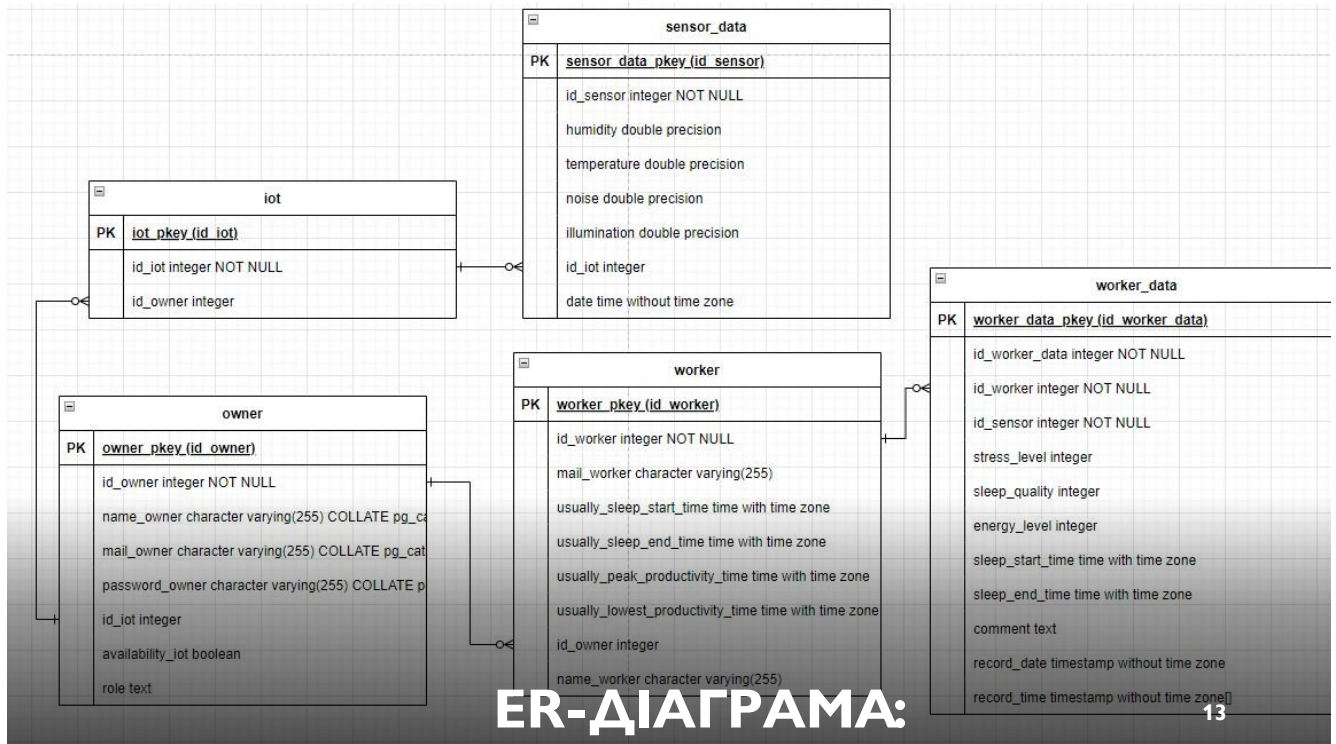 sensor_data
PK sensor_data_pkey (id_sensor)
id_sensor integer NOT NULL
humidity double precision
temperature double precision
noise double precision
illumination double precision
id_iot integer
date time without time zone
iot
PK iot_pkey (id_iot)
id_iot integer NOT NULL
id_owner integer
worker_data
PK worker_data_pkey (id_worker_data)
id_worker_data integer NOT NULL
id_worker integer NOT NULL
id_sensor integer NOT NULL
stress_level integer
sleep_quality integer
energy_level integer
sleep_start_time time with time zone
sleep_end_time time with time zone
comment text
record_date timestamp without time zone
record_time timestamp without time zone[]
worker
PK worker_pkey (id_worker)
id_worker integer NOT NULL
mail_worker character varying(255)
usually_sleep_start_time time with time zone
usually_sleep_end_time time with time zone
usually_peak_productivity_time time with time zone
usually_lowest_productivity_time time with time zone
id_owner integer
name_worker character varying(255)
owner
PK owner_pkey (id_owner)
id_owner integer NOT NULL
name_owner character varying(255) COLLATE pg_ca
mail_owner character varying(255) COLLATE pg_cat
password_owner character varying(255) COLLATE p
id_iot integer
availability_iot boolean
role text
ER-ДІАГРАМА:
13